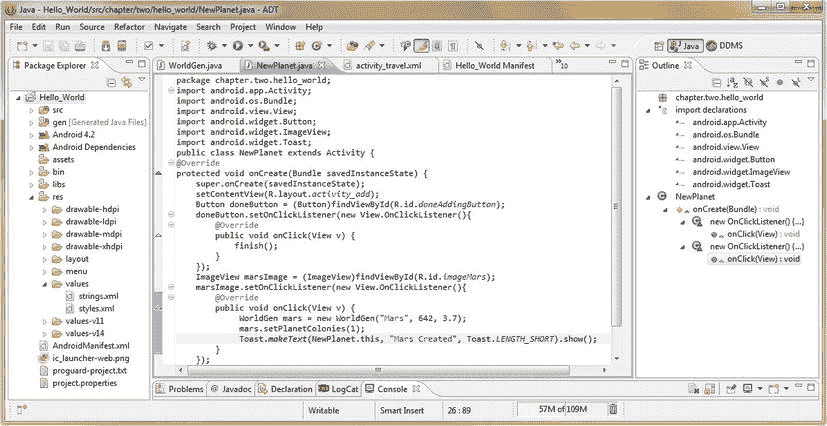 Java - Hello_World/src/chapter/two/hello_world/NewPlanet.java - ADT
File Edit Run Source Refactor Navigate Search Project Window Help
Java DDMS
Package Explorer
Hello_World
src
gen [Generated Java Files]
Android 4.2
Android Dependencies
assets
bin
libs
res
drawable-hdpi
drawable-ldpi
drawable-mdpi
drawable-xhdpi
layout
menu
values
strings.xml
styles.xml
values-v11
values-v14
AndroidManifest.xml
ic_launcher-web.png
proguard-project.txt
project.properties
WorldGen.java NewPlanet.java activity_travel.xml Hello_World Manifest »10
package chapter.two.hello_world;
import android.app.Activity;
import android.os.Bundle;
import android.view.View;
import android.widget.Button;
import android.widget.ImageView;
import android.widget.Toast;
public class NewPlanet extends Activity {
@Override
protected void onCreate(Bundle savedInstanceState) {
super.onCreate(savedInstanceState);
setContentView(R.layout.activity_add);
Button doneButton = (Button)findViewById(R.id.doneAddingButton);
doneButton.setOnClickListener(new View.OnClickListener(){
@Override
public void onClick(View v) {
finish();
}
});
ImageView marsImage = (ImageView)findViewById(R.id.imageMars);
marsImage.setOnClickListener(new View.OnClickListener(){
@Override
public void onClick(View v) {
WorldGen mars = new WorldGen("Mars", 642, 3.7);
mars.setPlanetColonies(1);
Toast.makeText(NewPlanet.this, "Mars Created", Toast.LENGTH_SHORT).show();
}
});
Outline
chapter.two.hello_world
import declarations
android.app.Activity
android.os.Bundle
android.view.View
android.widget.Button
android.widget.ImageView
android.widget.Toast
NewPlanet
onCreate(Bundle) : void
new OnClickListener() {...}
onClick(View) : void
new OnClickListener() {...}
onClick(View) : void
Problems @ Javadoc Declaration LogCat Console
Writable Smart Insert 26 : 89 57M of 109M